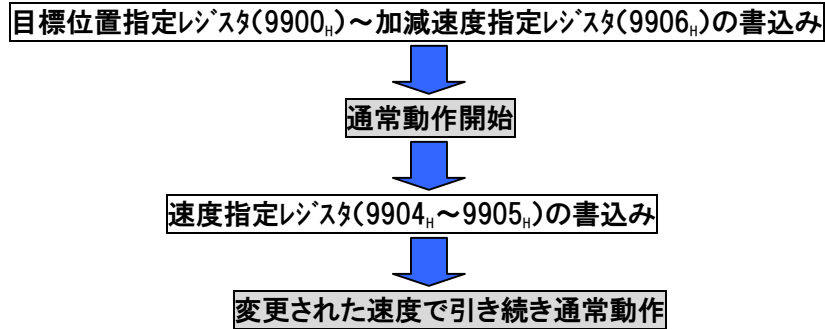 目標位置指定ﾚｼﾞｽﾀ(9900H)～加減速度指定ﾚｼﾞｽﾀ(9906H)の書込み
通常動作開始
速度指定ﾚｼﾞｽﾀ(9904H～9905H)の書込み
変更された速度で引き続き通常動作